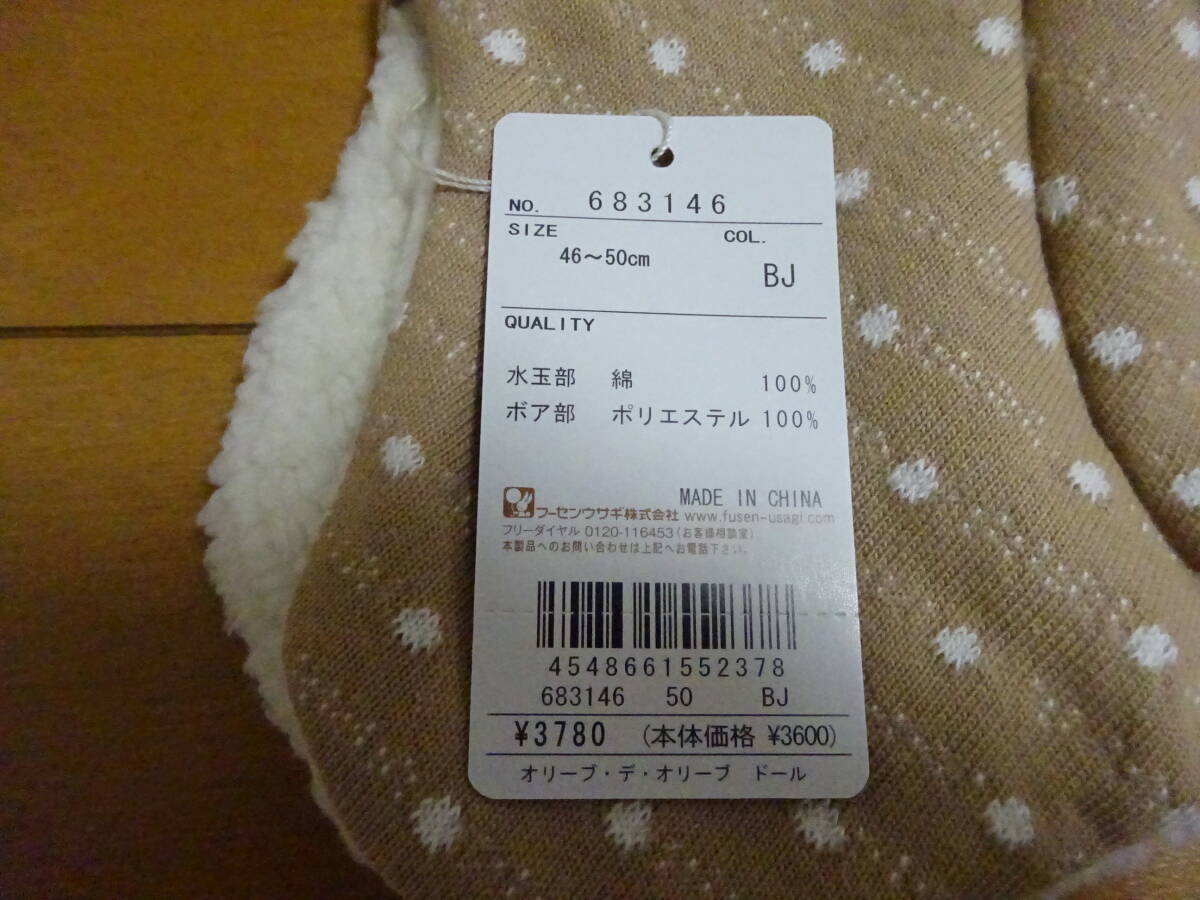 NO. 683146
SIZE COL.
46～50cm BJ
QUALITY
水玉部 綿 100%
ボア部 ポリエステル 100%
MADE IN CHINA
フーセンウサギ株式会社 www.fusen-usagi.com
フリーダイヤル 0120-116453(お客様相談室)
本製品へのお問い合わせは上記へお電話下さい。
4548661552378
683146 50 BJ
¥3780 (本体価格 ¥3600)
オリーブ・デ・オリーブ ドール